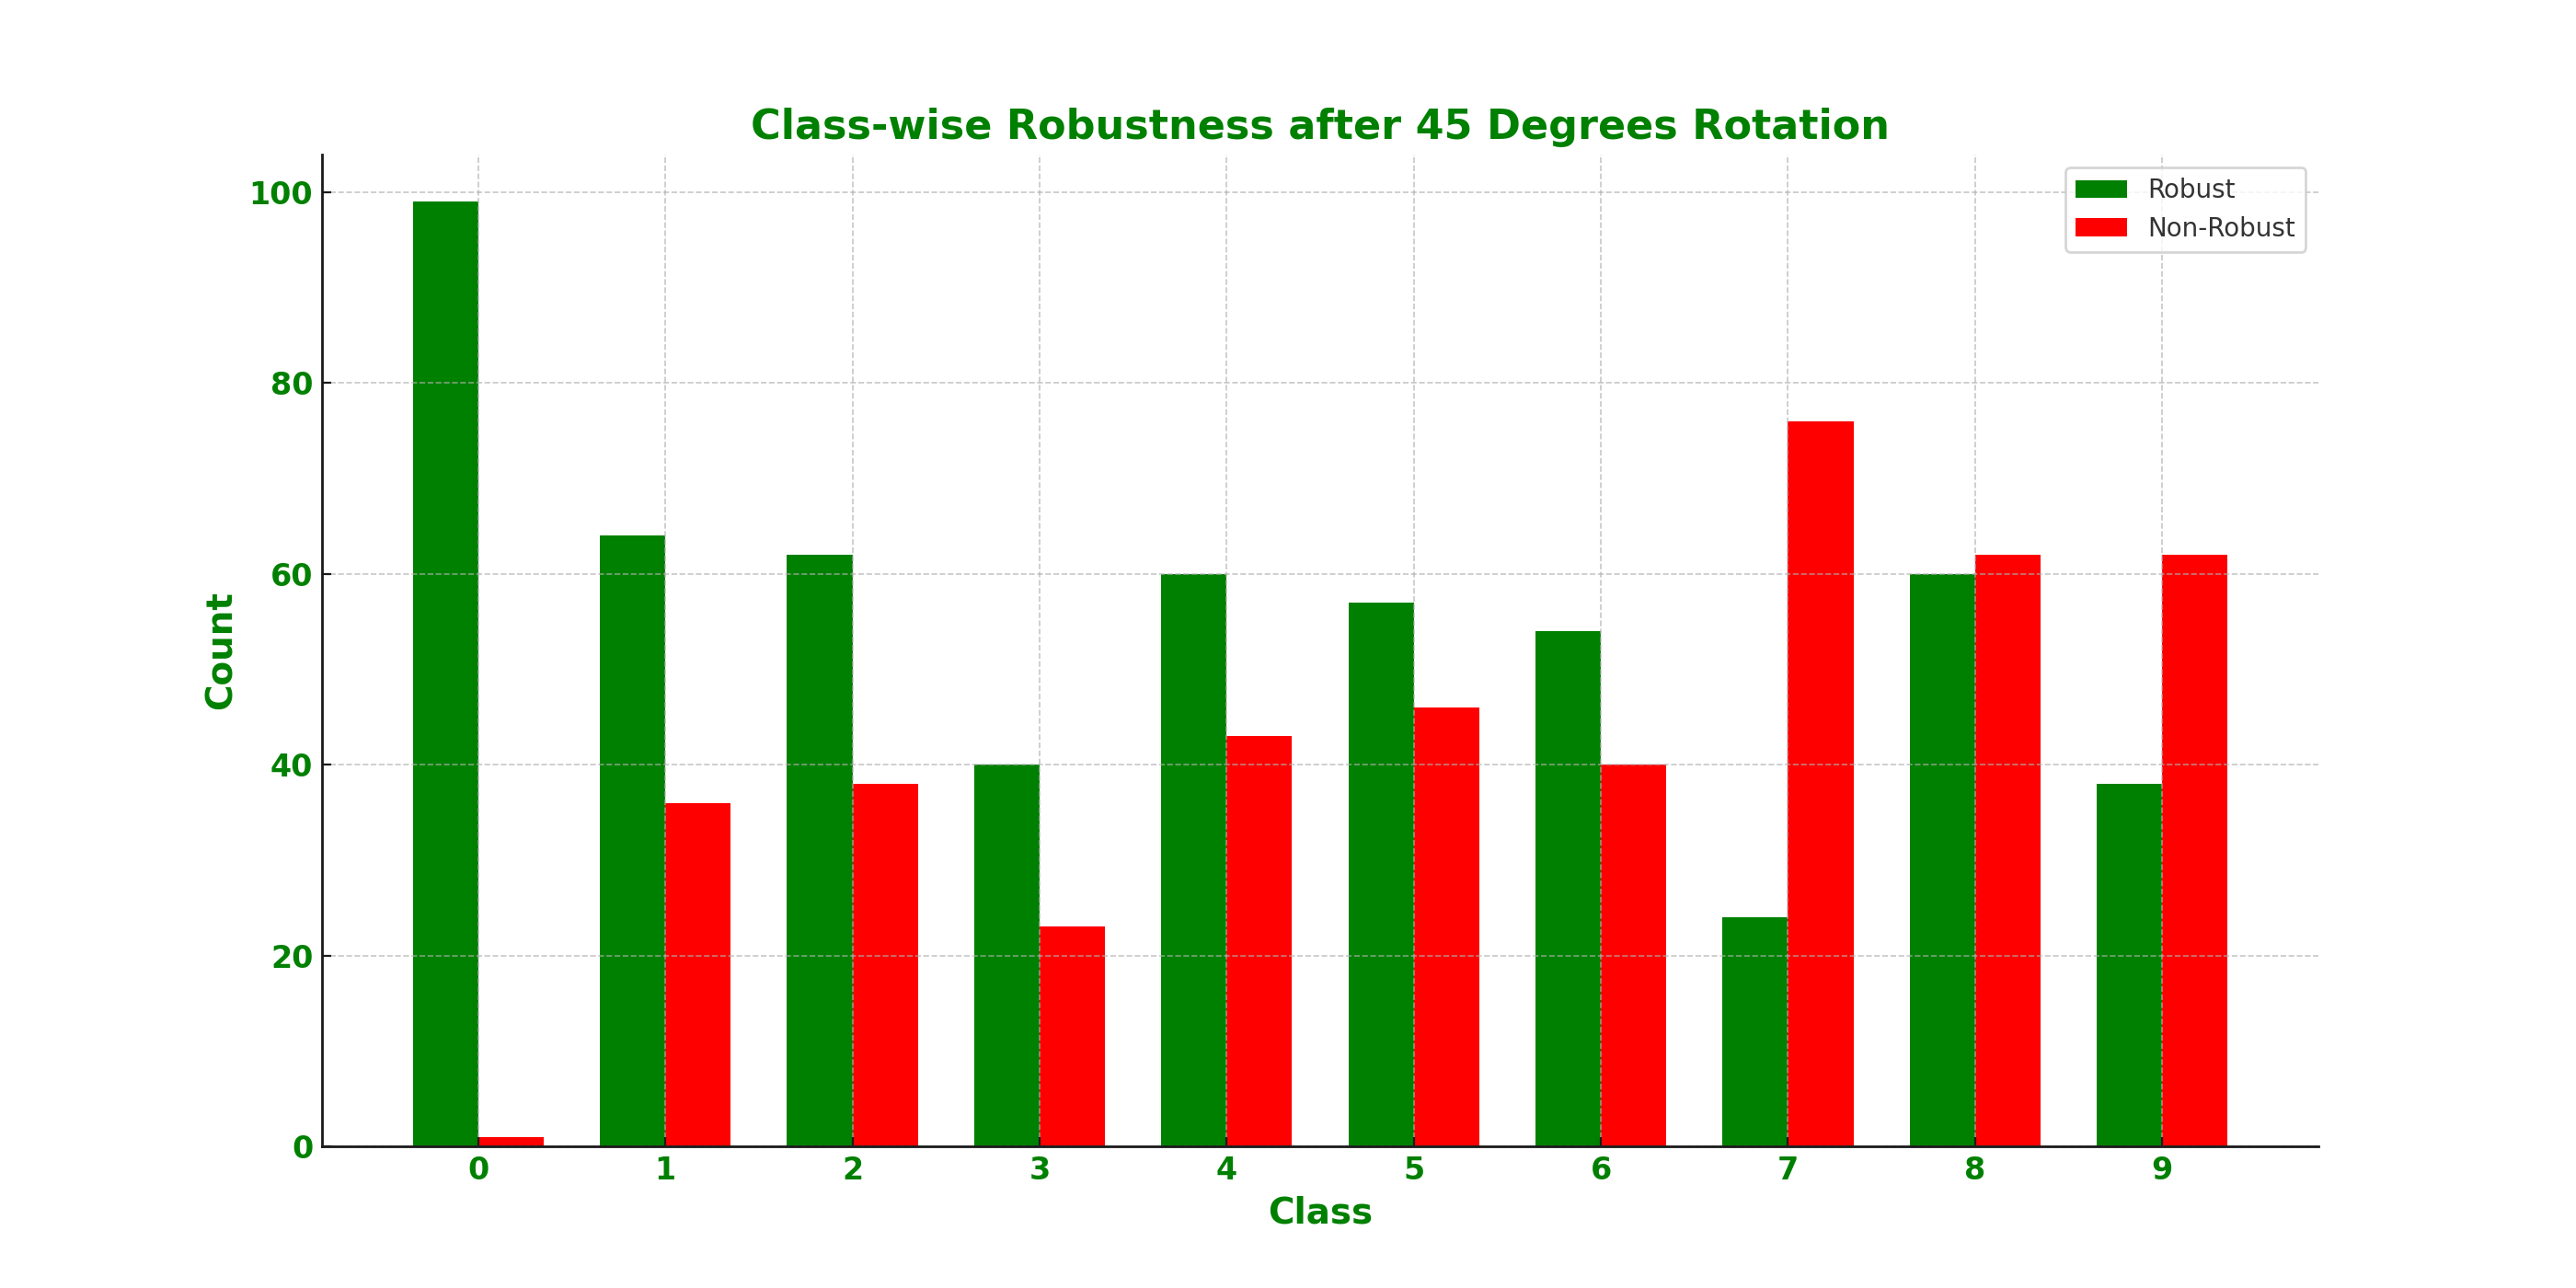 Class-wise Robustness after 45 Degrees Rotation
Robust
Non-Robust
100
80
60
40
20
0
Count
0 1 2 3 4 5 6 7 8 9
Class